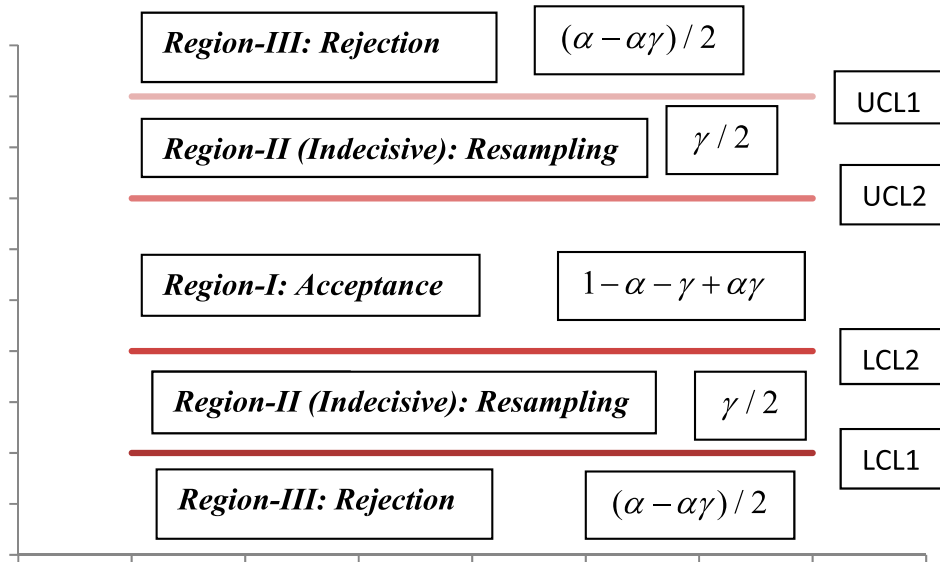 Region-III: Rejection
(α − αγ) / 2
UCL1
Region-II (Indecisive): Resampling
γ / 2
UCL2
Region-I: Acceptance
1 − α − γ + αγ
LCL2
Region-II (Indecisive): Resampling
γ / 2
LCL1
Region-III: Rejection
(α − αγ) / 2